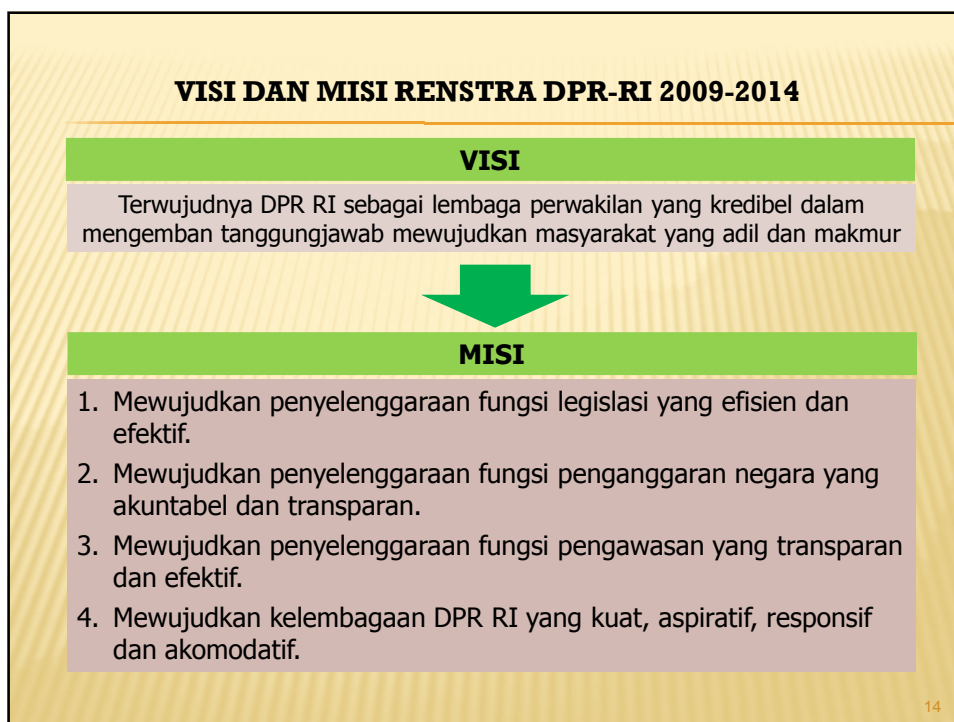 VISI DAN MISI RENSTRA DPR-RI 2009-2014
VISI
Terwujudnya DPR RI sebagai lembaga perwakilan yang kredibel dalam
mengemban tanggungjawab mewujudkan masyarakat yang adil dan makmur
MISI
1. Mewujudkan penyelenggaraan fungsi legislasi yang efisien dan
efektif.
2. Mewujudkan penyelenggaraan fungsi penganggaran negara yang
akuntabel dan transparan.
3. Mewujudkan penyelenggaraan fungsi pengawasan yang transparan
dan efektif.
4. Mewujudkan kelembagaan DPR RI yang kuat, aspiratif, responsif
dan akomodatif.
14